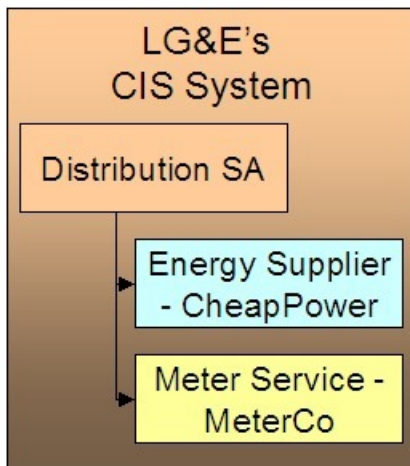 LG&E's
CIS System
Distribution SA
Energy Supplier
- CheapPower
Meter Service -
MeterCo